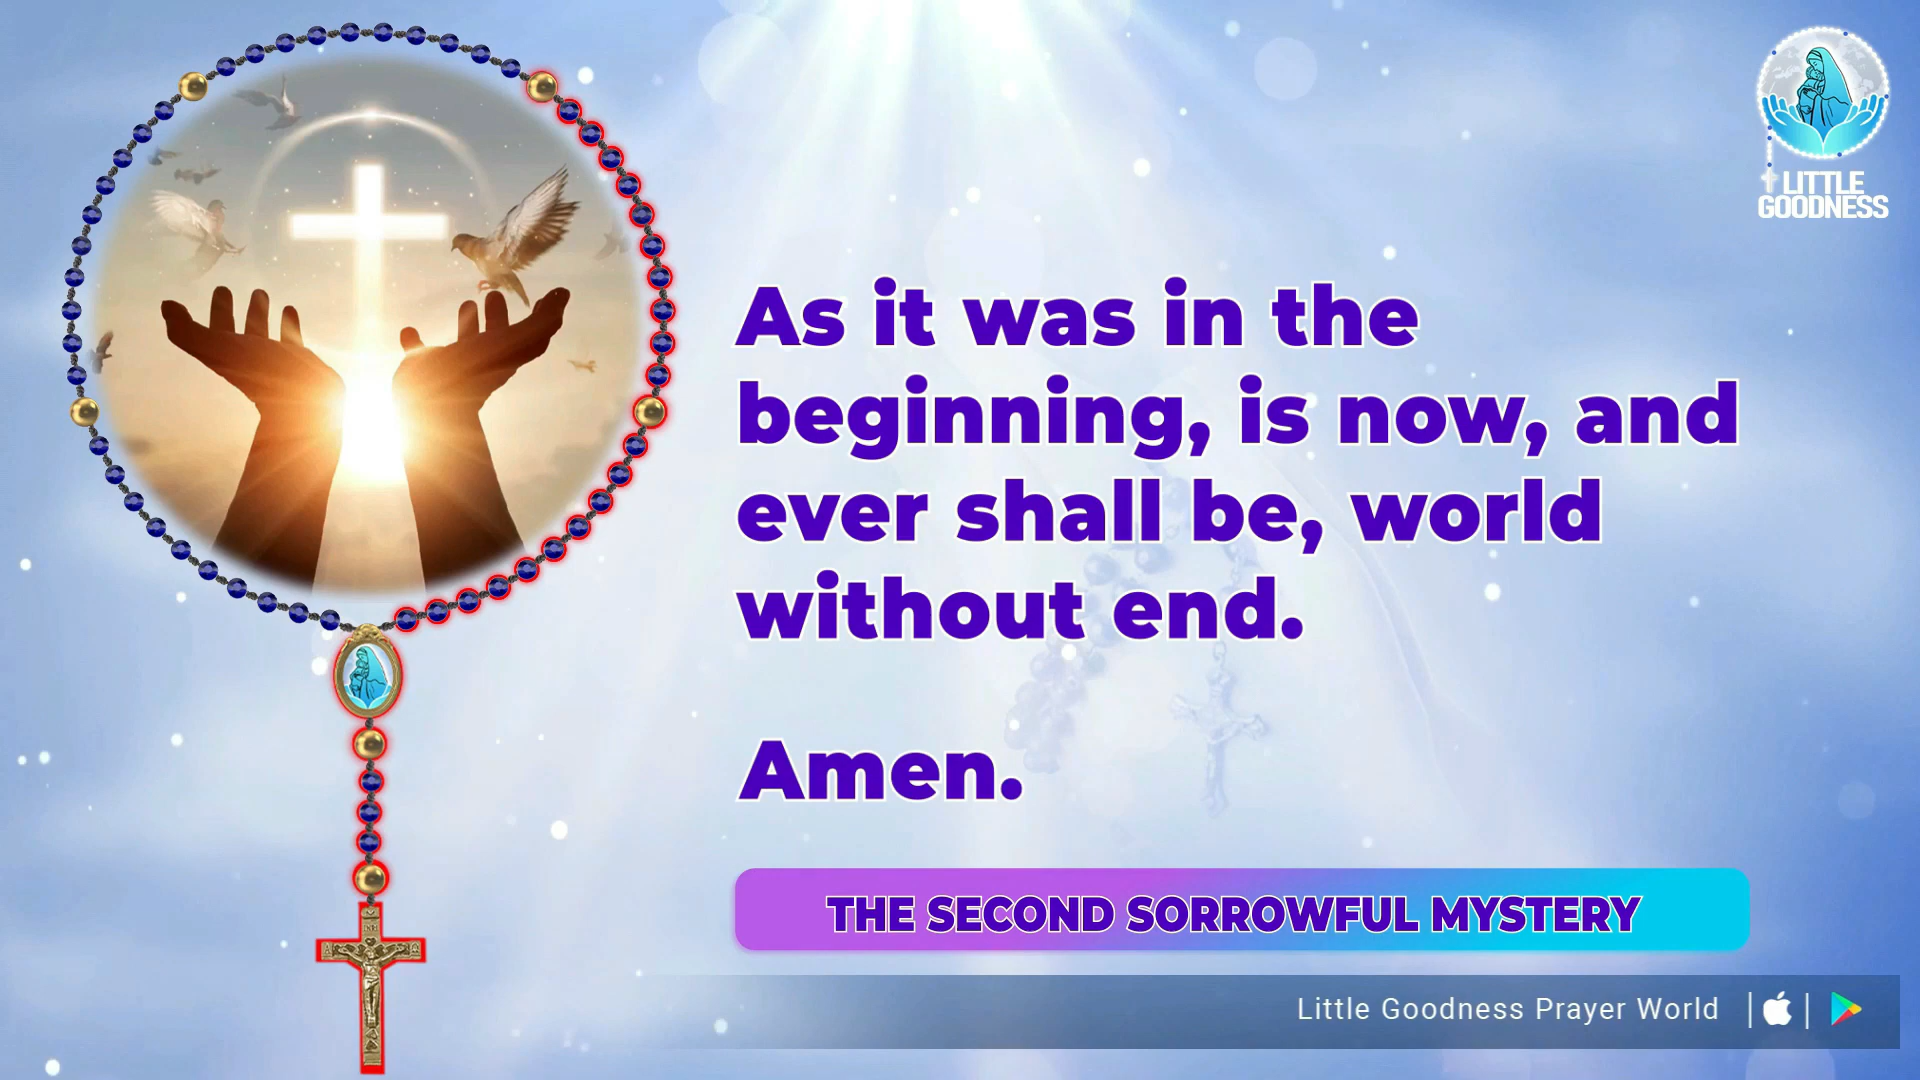 LITTLE
GOODNESS
As it was in the
beginning, is now, and
ever shall be, world
without end.
Amen.
THE SECOND SORROWFUL MYSTERY
Little Goodness Prayer World